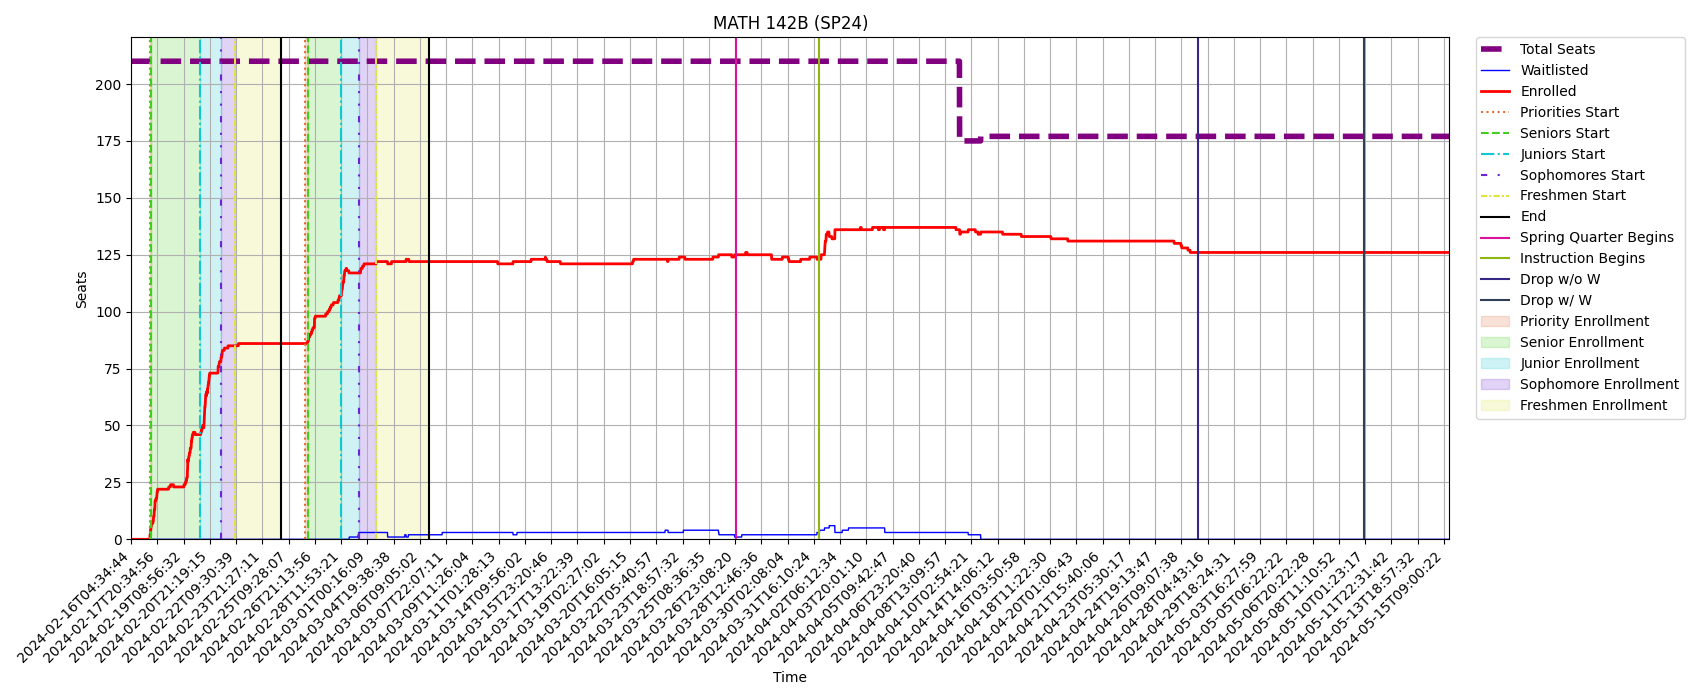 MATH 142B (SP24)
Seats
200
175
150
125
100
75
50
25
0
2024-02-16T04:34:44
2024-02-17T20:34:56
2024-02-19T08:56:32
2024-02-20T21:19:15
2024-02-22T09:30:39
2024-02-23T21:27:11
2024-02-25T09:28:07
2024-02-26T21:13:56
2024-02-28T11:53:21
2024-03-01T00:16:09
2024-03-04T19:38:38
2024-03-06T09:05:02
2024-03-07T22:07:11
2024-03-11T01:26:04
2024-03-13T11:28:13
2024-03-14T09:56:02
2024-03-15T23:20:46
2024-03-17T13:22:39
2024-03-19T02:27:02
2024-03-20T16:05:15
2024-03-22T05:40:57
2024-03-23T18:57:32
2024-03-25T08:36:35
2024-03-26T23:08:20
2024-03-28T12:46:36
2024-03-30T02:08:04
2024-03-31T16:10:24
2024-04-02T06:12:34
2024-04-03T20:01:10
2024-04-05T09:42:47
2024-04-06T23:20:40
2024-04-08T13:09:57
2024-04-10T02:54:21
2024-04-14T14:06:12
2024-04-16T03:50:58
2024-04-18T11:22:30
2024-04-20T01:06:43
2024-04-21T15:40:06
2024-04-23T05:30:17
2024-04-24T19:13:47
2024-04-26T09:07:38
2024-04-28T04:43:16
2024-04-29T18:24:31
2024-05-03T16:27:59
2024-05-05T06:22:22
2024-05-06T20:22:28
2024-05-08T11:10:52
2024-05-10T01:23:17
2024-05-11T22:31:42
2024-05-13T18:57:32
2024-05-15T09:00:22
Time
Total Seats
Waitlisted
Enrolled
Priorities Start
Seniors Start
Juniors Start
Sophomores Start
Freshmen Start
End
Spring Quarter Begins
Instruction Begins
Drop w/o W
Drop w/ W
Priority Enrollment
Senior Enrollment
Junior Enrollment
Sophomore Enrollment
Freshmen Enrollment